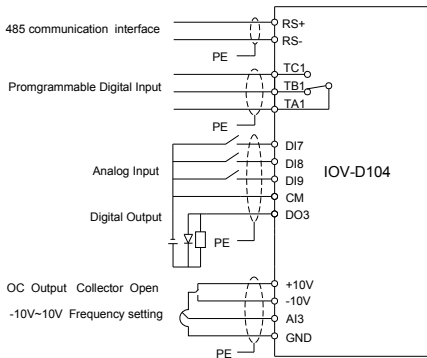 485 communication interface
RS+
RS-
PE
Promgrammable Digital Input
TC1
TB1
TA1
PE
Analog Input
DI7
DI8
DI9
CM
DO3
IOV-D104
Digital Output
PE
OC Output Collector Open
-10V~10V Frequency setting
+10V
-10V
AI3
GND
PE